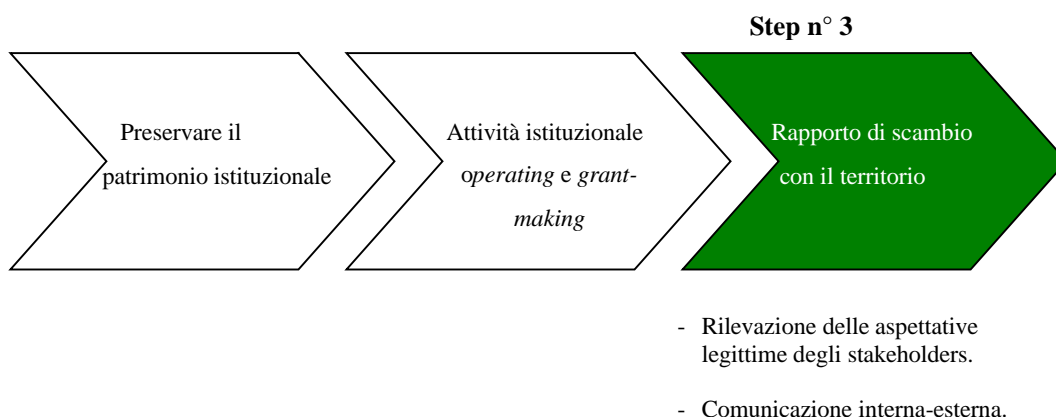 Step n° 3
Preservare il
patrimonio istituzionale
Attività istituzionale
operating e grant-
making
Rapporto di scambio
con il territorio
- Rilevazione delle aspettative
legittime degli stakeholders.
- Comunicazione interna-esterna.